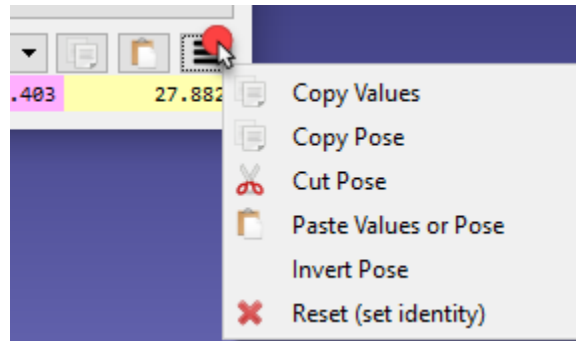 .403 27.882
Copy Values
Copy Pose
Cut Pose
Paste Values or Pose
Invert Pose
Reset (set identity)